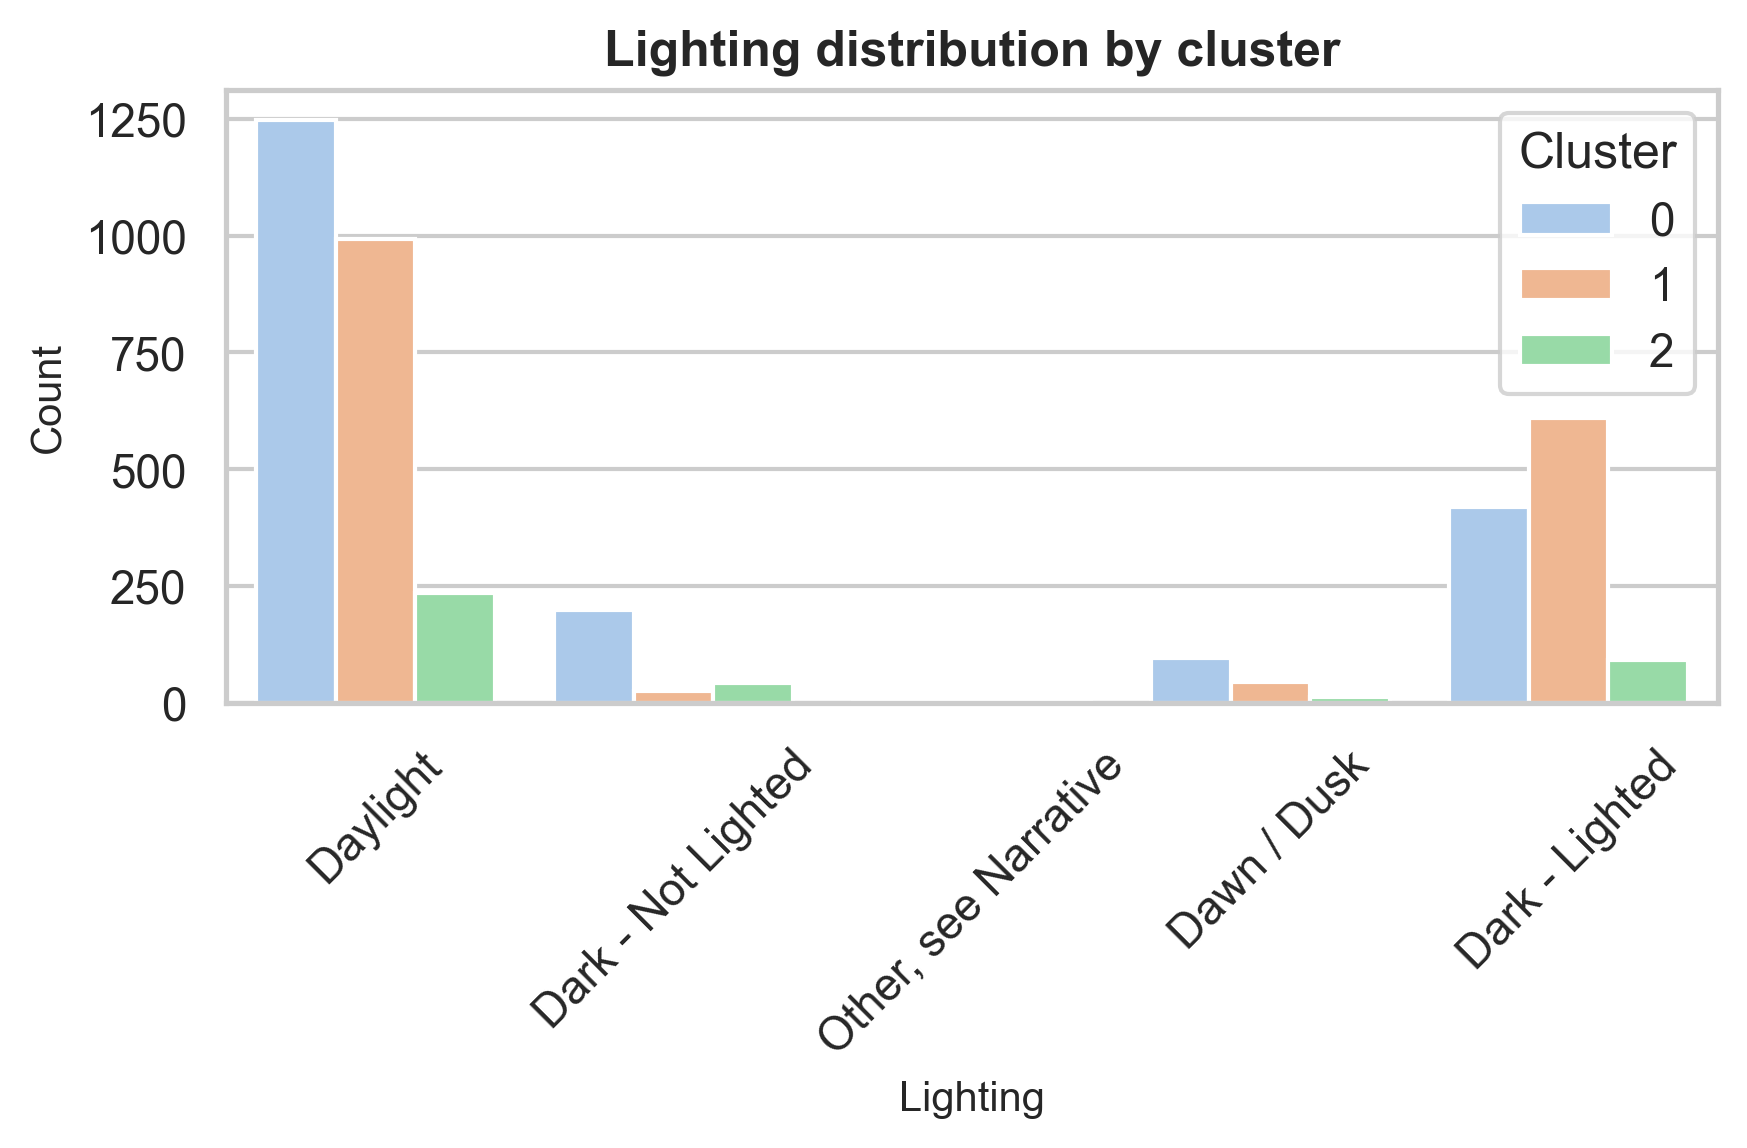 Lighting distribution by cluster
1250
1000
750
500
250
0
Count
Cluster
0
1
2
Daylight
Dark - Not Lighted
Other, see Narrative
Dawn / Dusk
Dark - Lighted
Lighting